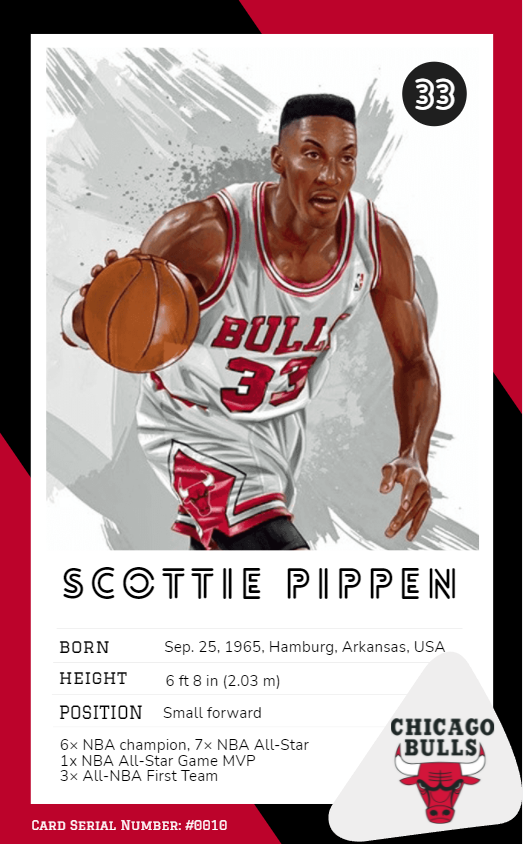 33
BULLS
33
SCOTTIE PIPPEN
BORN Sep. 25, 1965, Hamburg, Arkansas, USA
HEIGHT 6 ft 8 in (2.03 m)
POSITION Small forward
6× NBA champion, 7× NBA All-Star
1x NBA All-Star Game MVP
3× All-NBA First Team
CHICAGO
BULLS
CARD SERIAL NUMBER: #0010